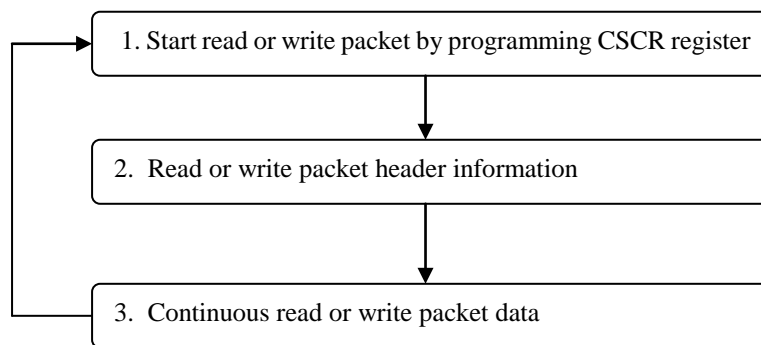 1. Start read or write packet by programming CSCR register
2. Read or write packet header information
3. Continuous read or write packet data